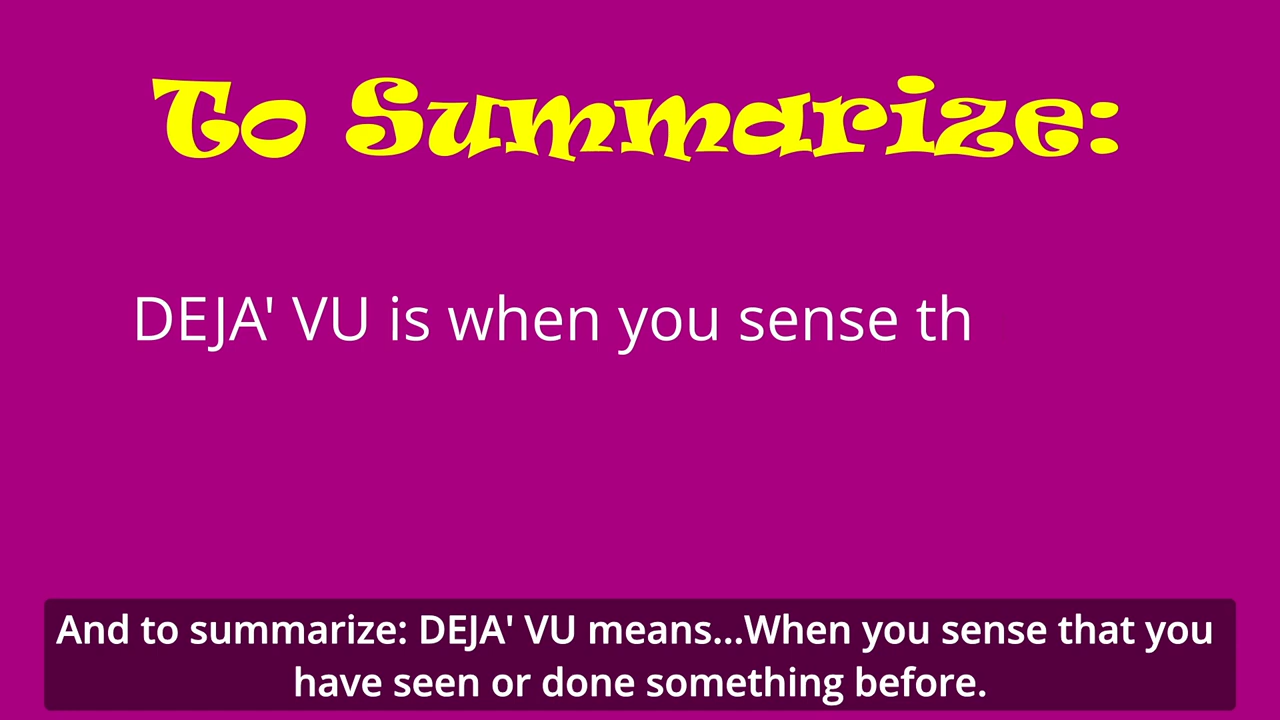 To Summarize:
DEJA' VU is when you sense th
And to summarize: DEJA' VU means...When you sense that you
have seen or done something before.